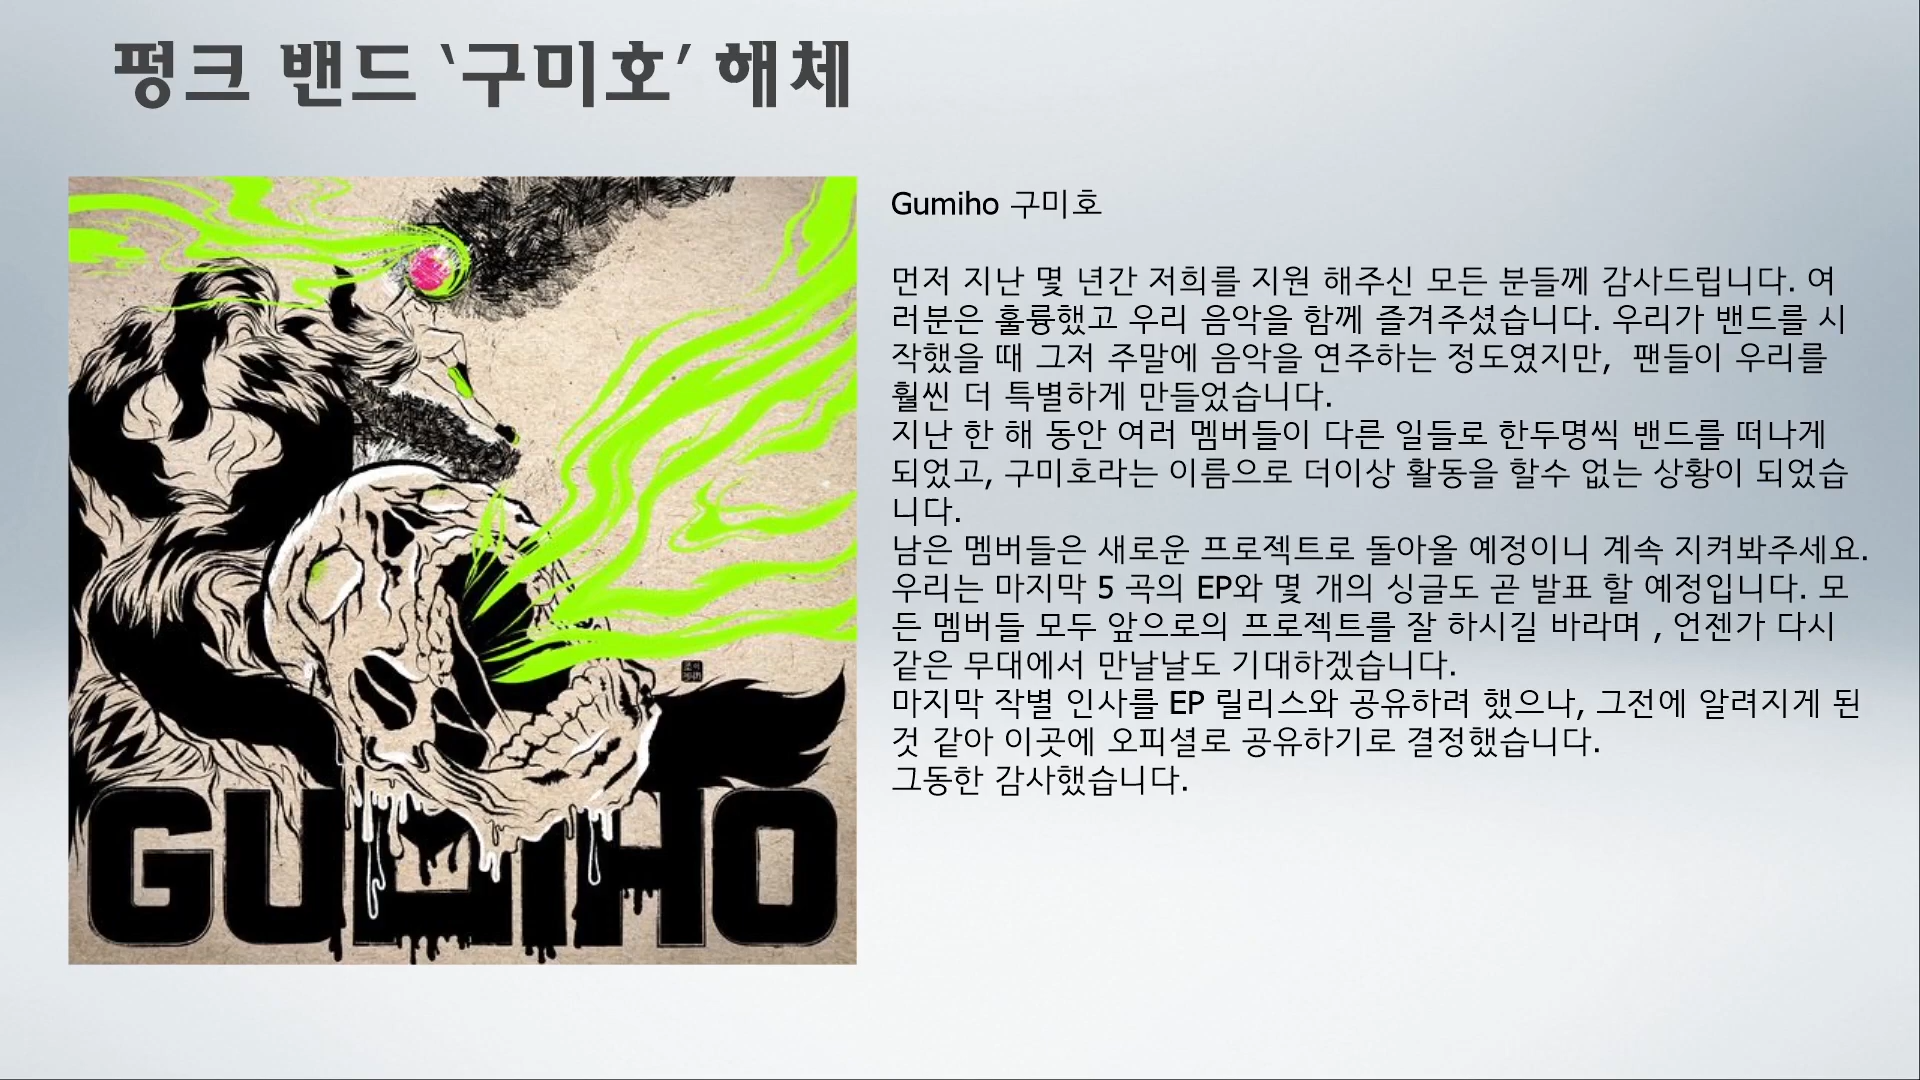 펑크 밴드 ‘구미호’ 해체
Gumiho 구미호
먼저 지난 몇 년간 저희를 지원 해주신 모든 분들께 감사드립니다. 여
러분은 훌륭했고 우리 음악을 함께 즐겨주셨습니다. 우리가 밴드를 시
작했을 때 그저 주말에 음악을 연주하는 정도였지만, 팬들이 우리를
훨씬 더 특별하게 만들었습니다.
지난 한 해 동안 여러 멤버들이 다른 일들로 한두명씩 밴드를 떠나게
되었고, 구미호라는 이름으로 더이상 활동을 할수 없는 상황이 되었습
니다.
남은 멤버들은 새로운 프로젝트로 돌아올 예정이니 계속 지켜봐주세요.
우리는 마지막 5 곡의 EP와 몇 개의 싱글도 곧 발표 할 예정입니다. 모
든 멤버들 모두 앞으로의 프로젝트를 잘 하시길 바라며 , 언젠가 다시
같은 무대에서 만날날도 기대하겠습니다.
마지막 작별 인사를 EP 릴리스와 공유하려 했으나, 그전에 알려지게 된
것 같아 이곳에 오피셜로 공유하기로 결정했습니다.
그동한 감사했습니다.
GUMIHO